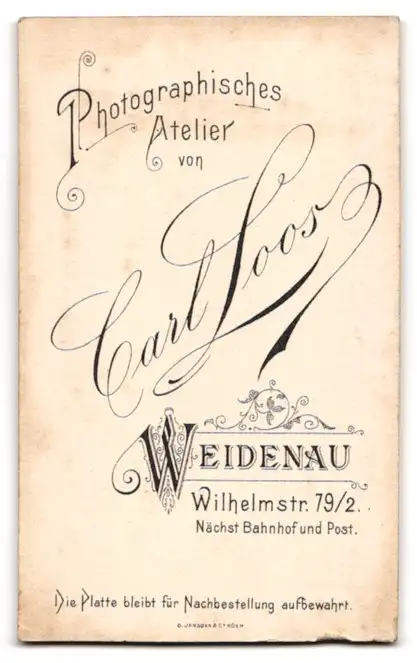 Photographisches
Atelier
von
Carl Loos
WEIDENAU
Wilhelmstr. 79/2.
Nächst Bahnhof und Post.
Die Platte bleibt für Nachbestellung aufbewahrt.